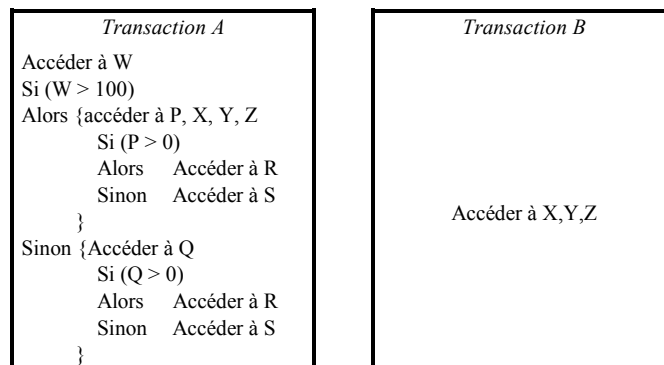 Transaction A
Accéder à W
Si (W > 100)
Alors {accéder à P, X, Y, Z
Si (P > 0)
Alors Accéder à R
Sinon Accéder à S
}
Sinon {Accéder à Q
Si (Q > 0)
Alors Accéder à R
Sinon Accéder à S
}
Transaction B
Accéder à X,Y,Z